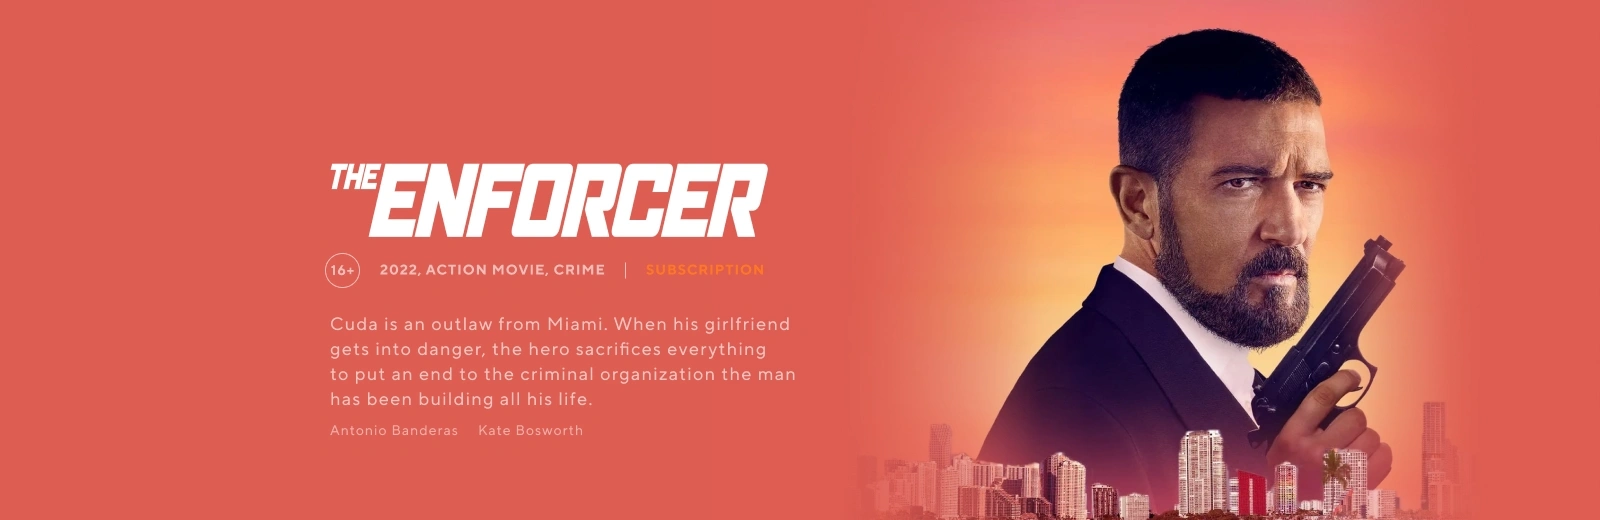 THE ENFORCER
16+ 2022, ACTION MOVIE, CRIME | SUBSCRIPTION
Cuda is an outlaw from Miami. When his girlfriend
gets into danger, the hero sacrifices everything
to put an end to the criminal organization the man
has been building all his life.
Antonio Banderas Kate Bosworth